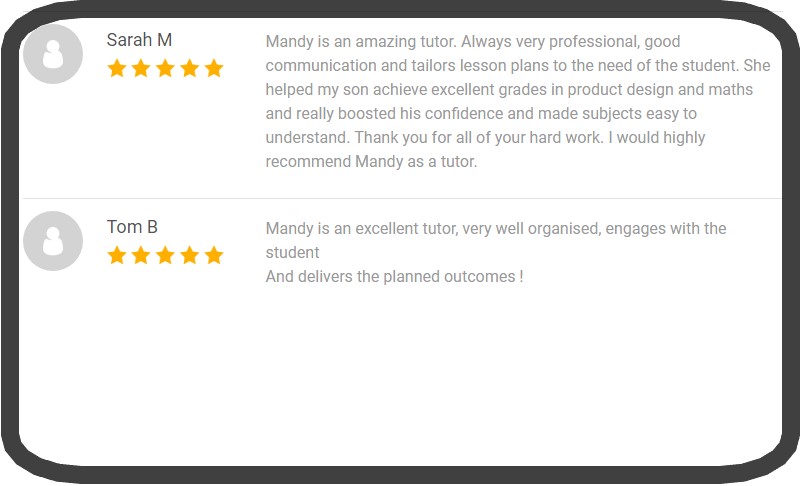 Sarah M
Mandy is an amazing tutor. Always very professional, good
communication and tailors lesson plans to the need of the student. She
helped my son achieve excellent grades in product design and maths
and really boosted his confidence and made subjects easy to
understand. Thank you for all of your hard work. I would highly
recommend Mandy as a tutor.
Tom B
Mandy is an excellent tutor, very well organised, engages with the
student
And delivers the planned outcomes !